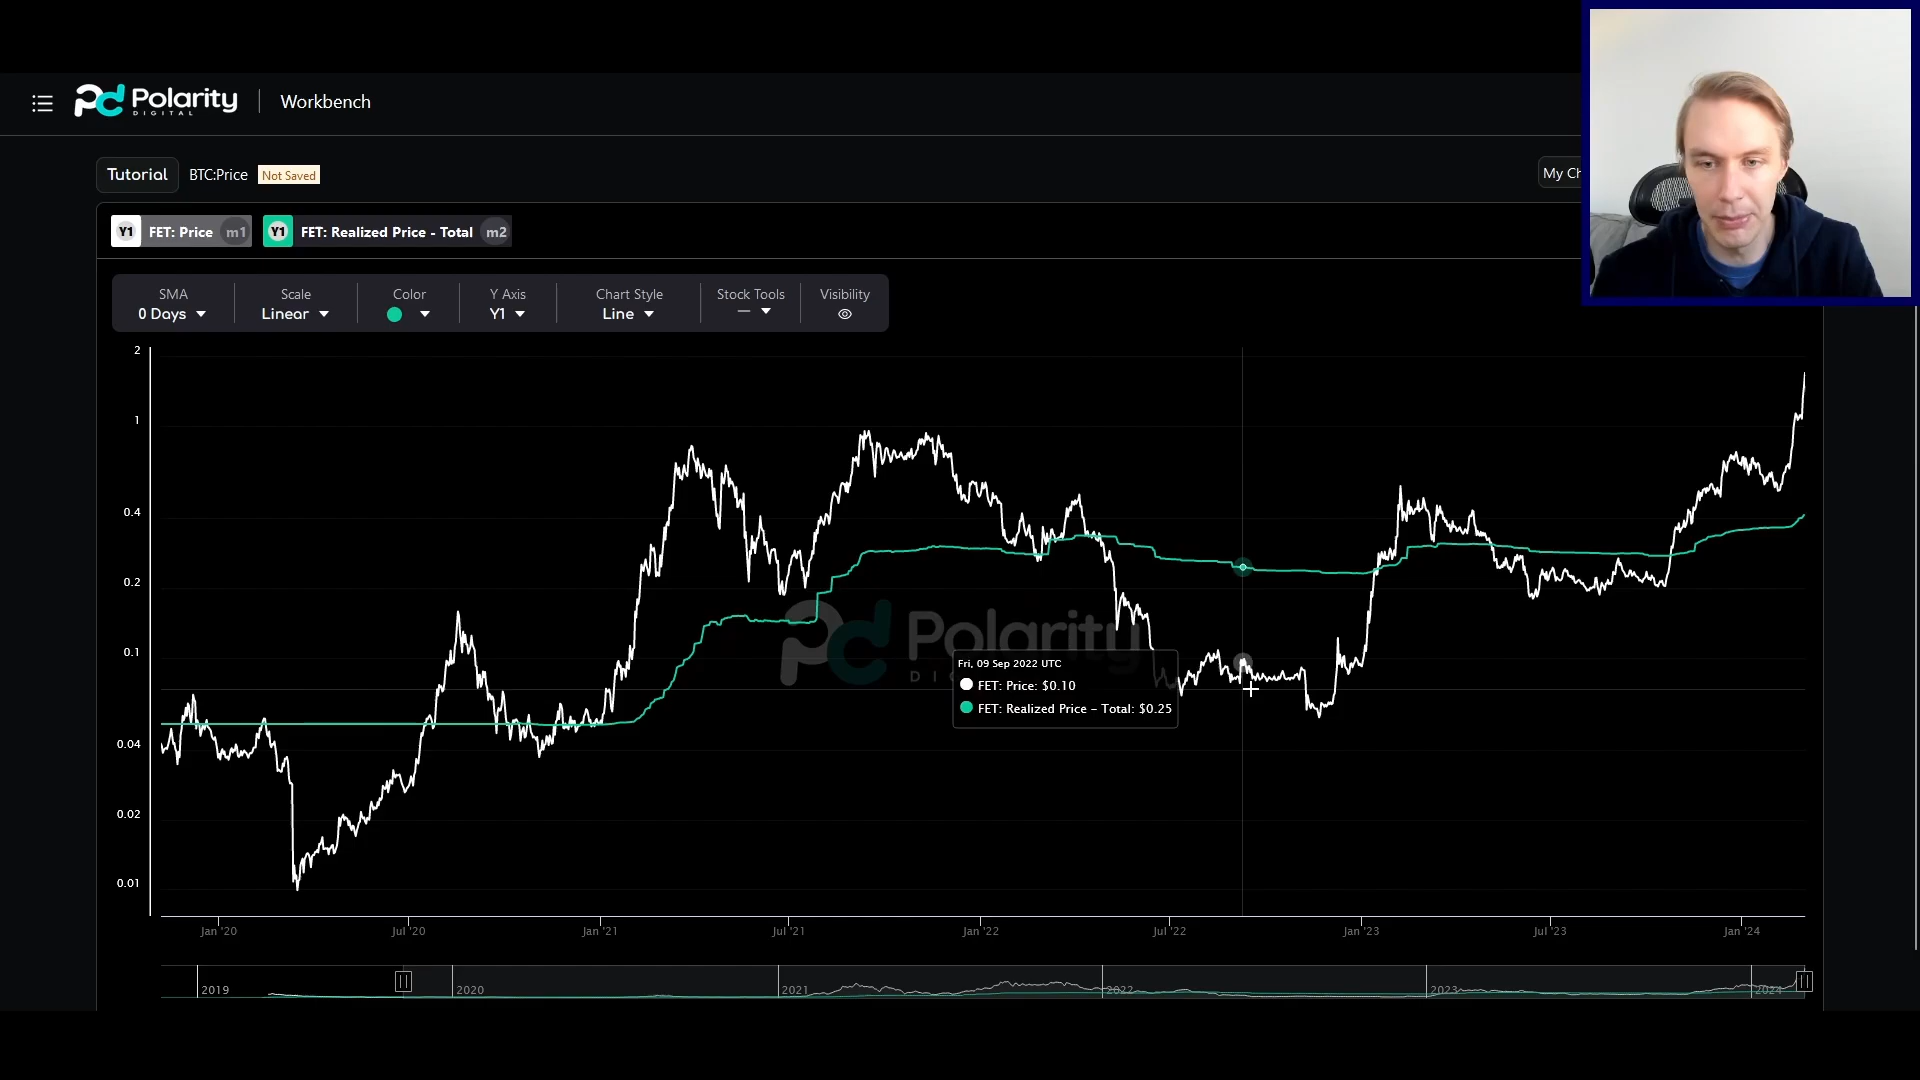 Polarity
DIGITAL
Workbench
Tutorial
BTC:Price
Not Saved
My Ch
Y1 FET: Price m1
Y1 FET: Realized Price - Total m2
SMA
0 Days
Scale
Linear
Color
Y Axis
Y1
Chart Style
Line
Stock Tools
Visibility
2
1
0.4
0.2
0.1
0.04
0.02
0.01
Polarity
Fri, 09 Sep 2022 UTC
FET: Price: $0.10
FET: Realized Price - Total: $0.25
Jan '20
Jul '20
Jan '21
Jul '21
Jan '22
Jul '22
Jan '23
Jul '23
Jan '24
2019
2020
2021
2022
2023
2024